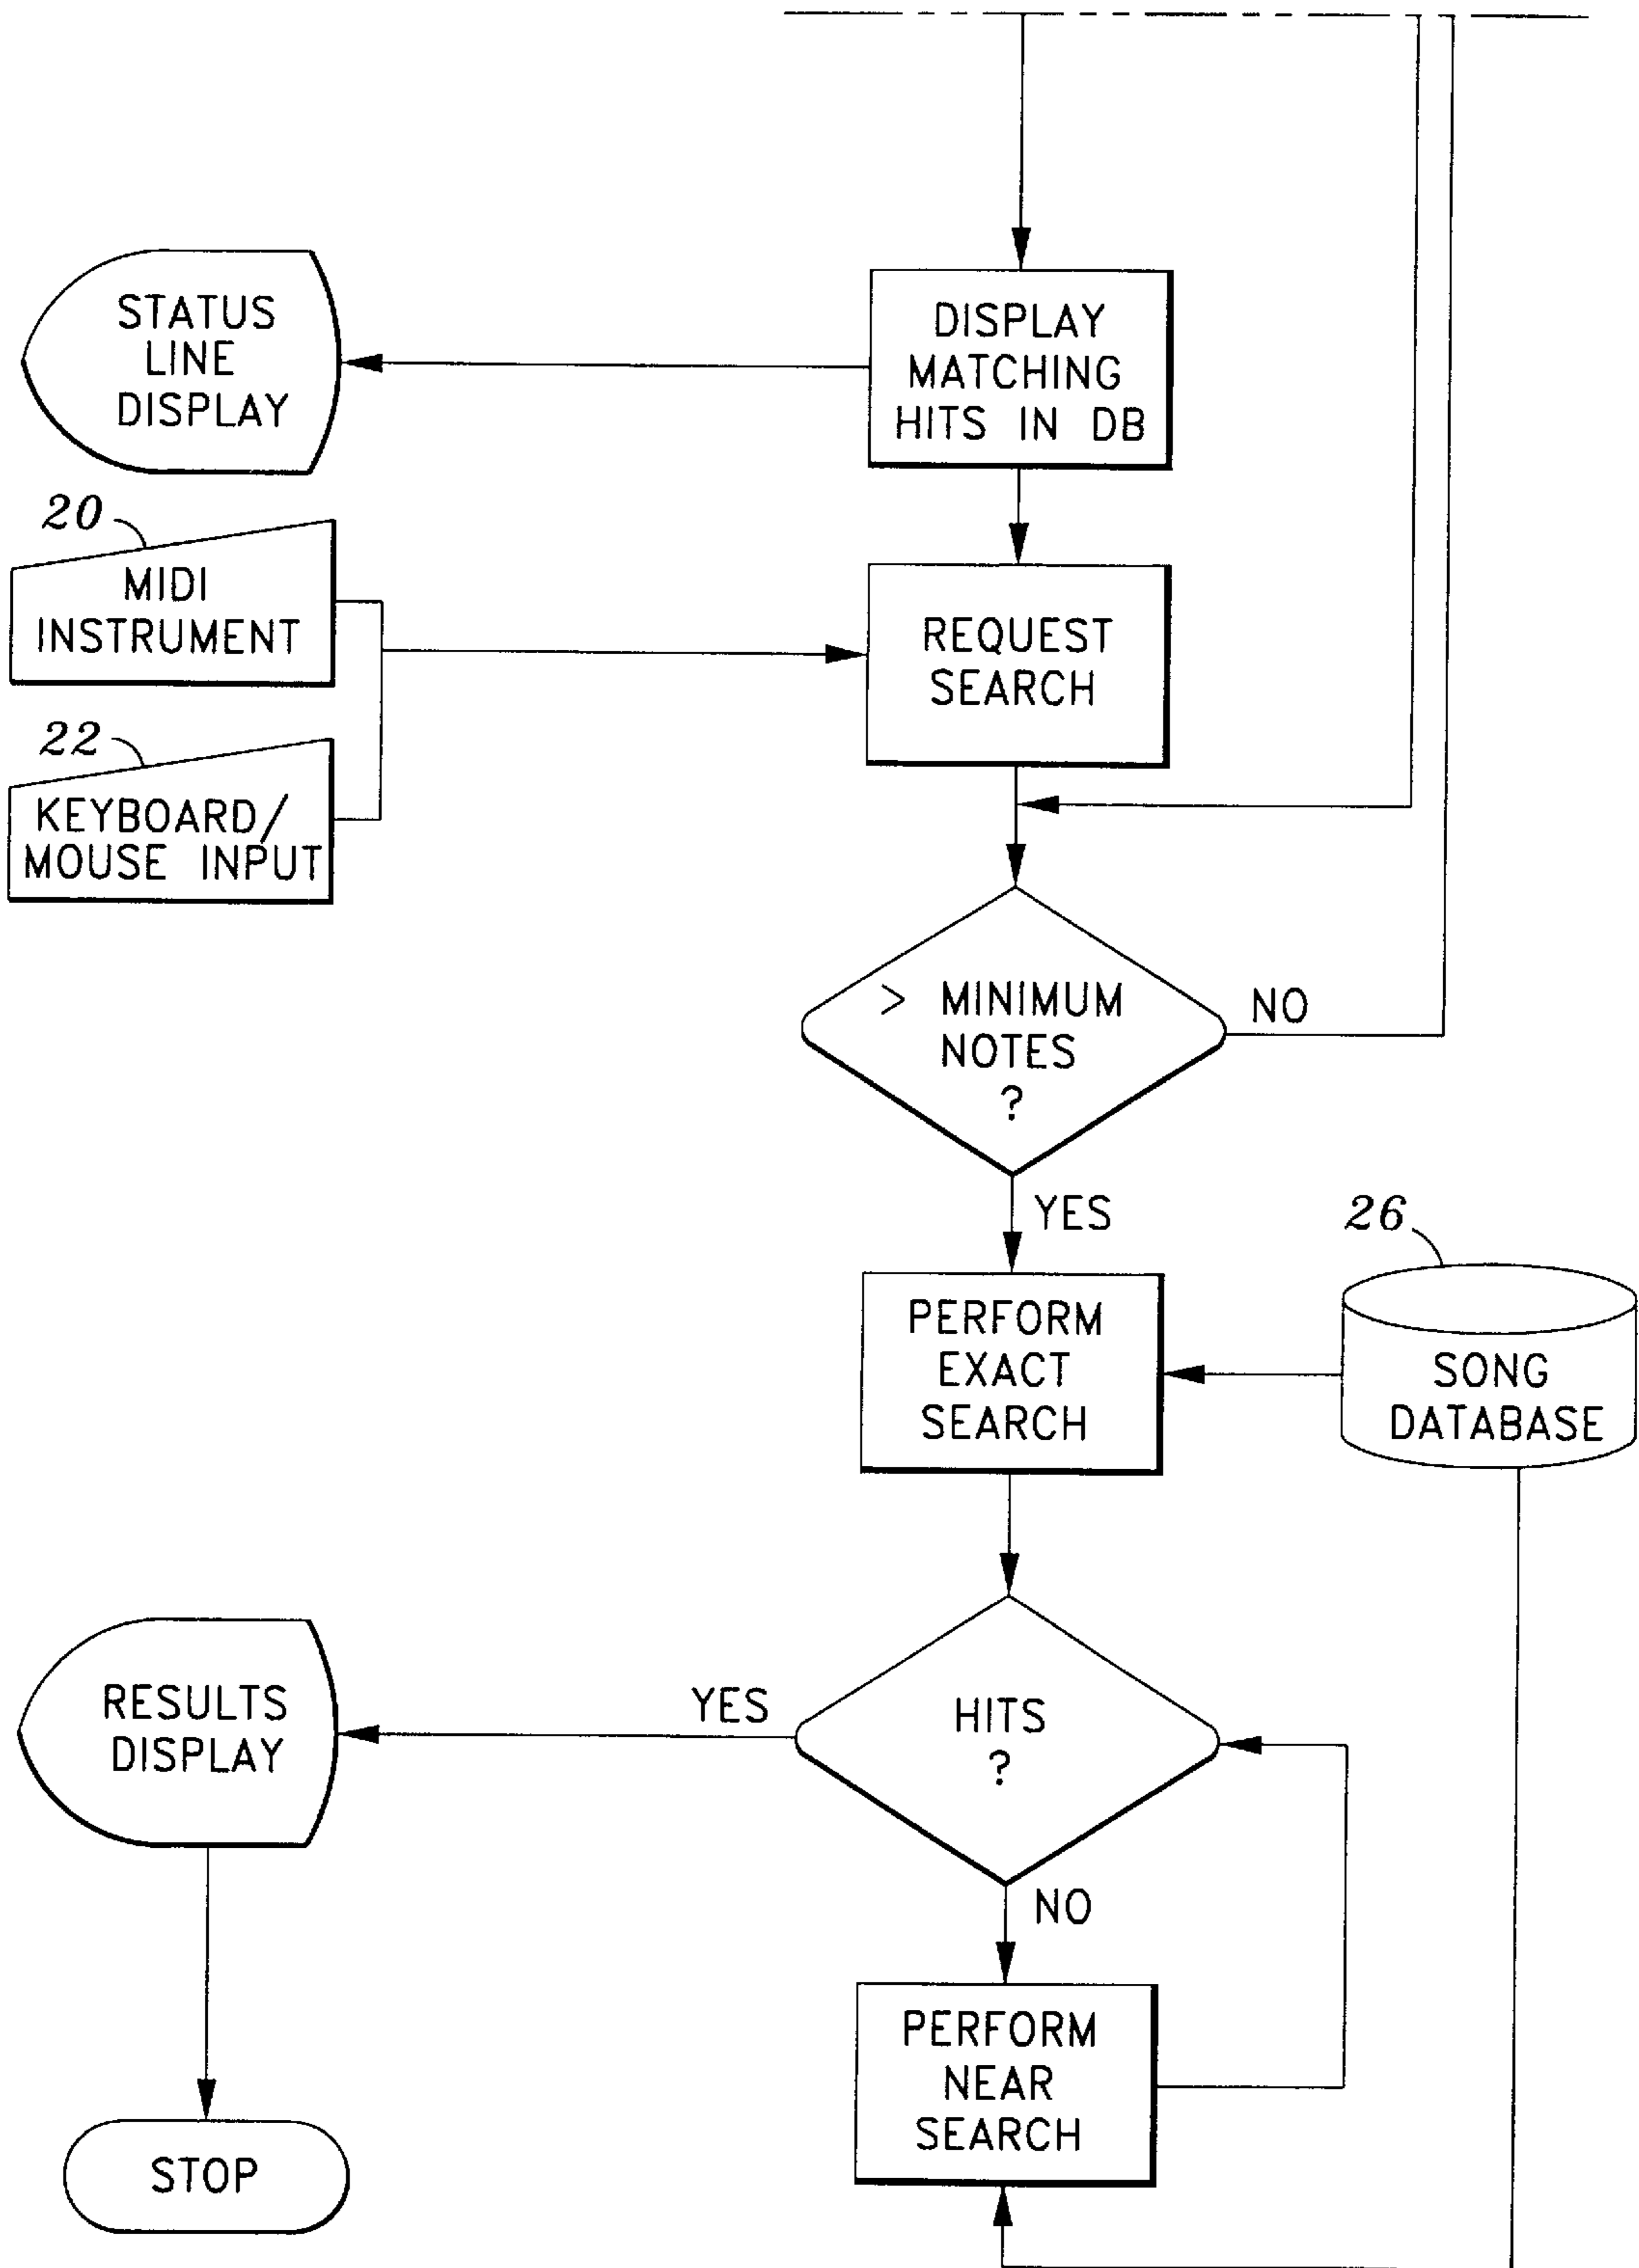 STATUS
LINE
DISPLAY
DISPLAY
MATCHING
HITS IN DB
20
MIDI
INSTRUMENT
REQUEST
SEARCH
22
KEYBOARD/
MOUSE INPUT
> MINIMUM
NOTES
?
NO
YES
26
PERFORM
EXACT
SEARCH
SONG
DATABASE
RESULTS
DISPLAY
YES
HITS
?
NO
PERFORM
NEAR
SEARCH
STOP